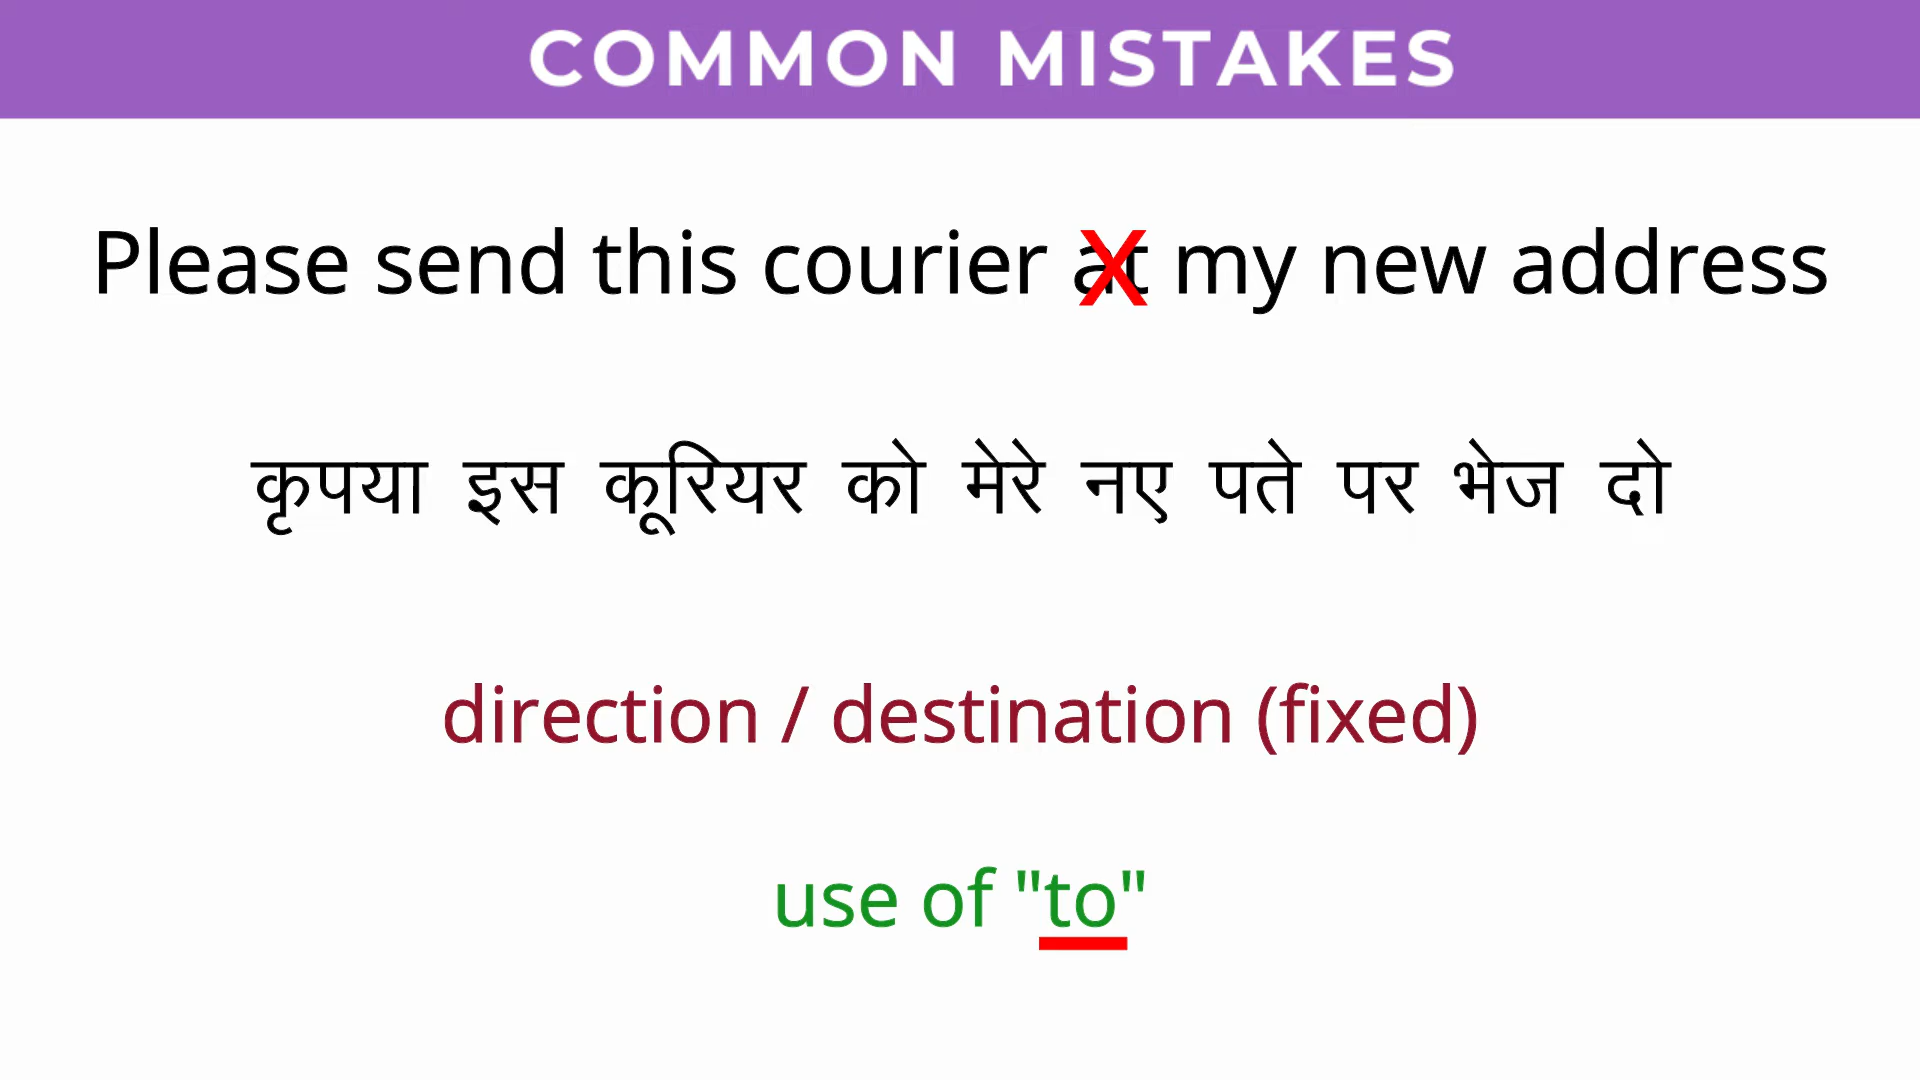 COMMON MISTAKES
Please send this courier at my new address
कृपया इस कूरियर को मेरे नए पते पर भेज दो
direction / destination (fixed)
use of "to"